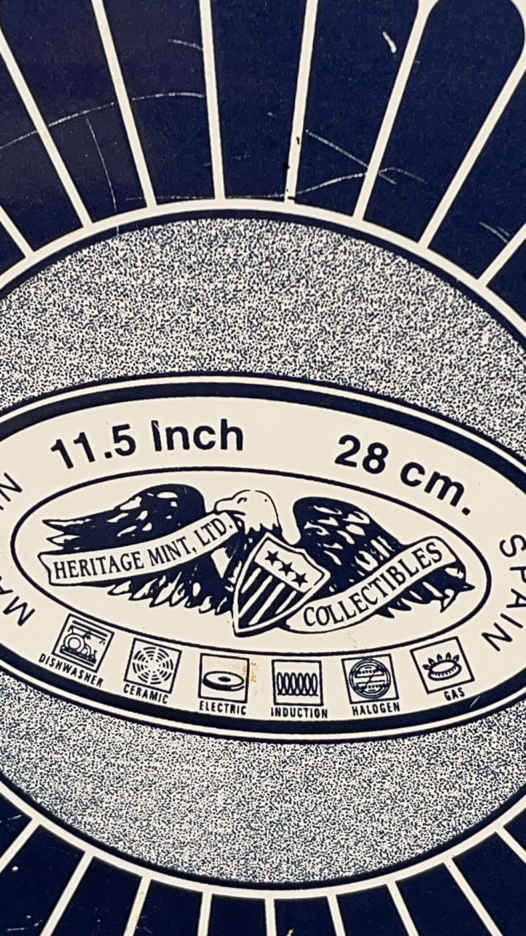 11.5 Inch 28 cm.
HERITAGE MINT, LTD.
COLLECTIBLES
SPAIN
DISHWASHER
CERAMIC
ELECTRIC
INDUCTION
HALOGEN
GAS